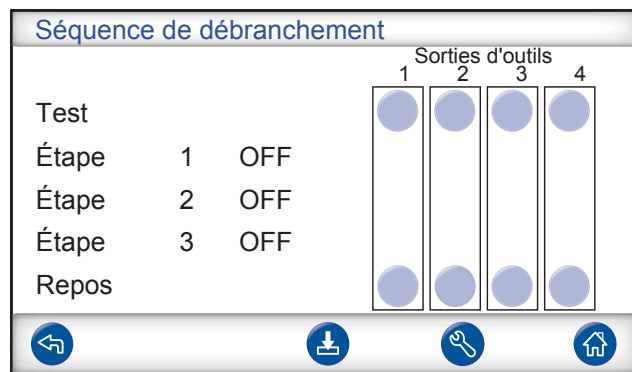 Séquence de débranchement
Sorties d'outils
1 2 3 4
Test
Étape 1 OFF
Étape 2 OFF
Étape 3 OFF
Repos